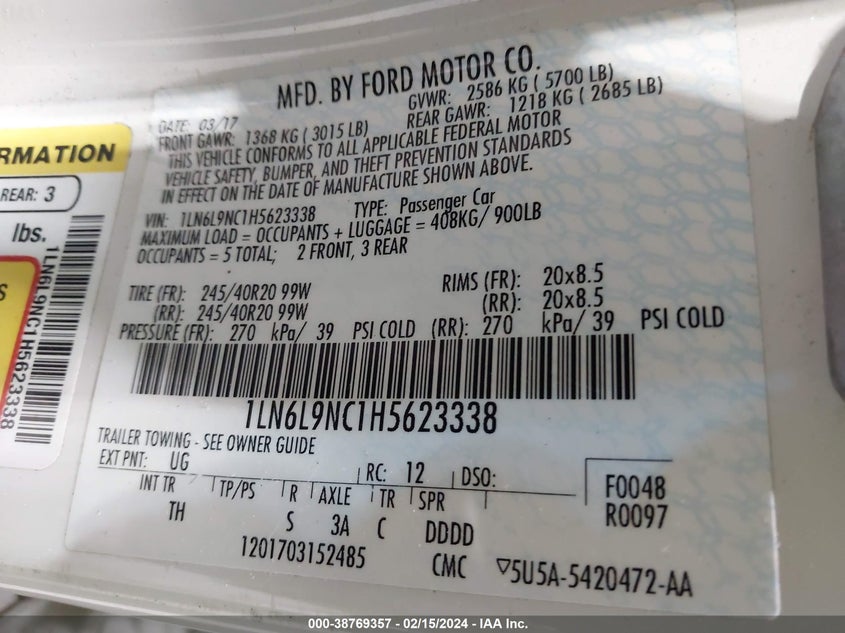 MFD. BY FORD MOTOR CO.
DATE: 03/17
GVWR: 2586 KG ( 5700 LB)
FRONT GAWR: 1368 KG ( 3015 LB)
REAR GAWR: 1218 KG ( 2685 LB)
THIS VEHICLE CONFORMS TO ALL APPLICABLE FEDERAL MOTOR
VEHICLE SAFETY, BUMPER, AND THEFT PREVENTION STANDARDS
IN EFFECT ON THE DATE OF MANUFACTURE SHOWN ABOVE.
VIN: 1LN6L9NC1H5623338 TYPE: Passenger Car
MAXIMUM LOAD = OCCUPANTS + LUGGAGE = 408KG/ 900LB
OCCUPANTS = 5 TOTAL; 2 FRONT, 3 REAR
TIRE (FR): 245/40R20 99W RIMS (FR): 20x8.5
(RR): 245/40R20 99W (RR): 20x8.5
PRESSURE (FR): 270 kPa/ 39 PSI COLD (RR): 270 kPa/ 39 PSI COLD
1LN6L9NC1H5623338
TRAILER TOWING - SEE OWNER GUIDE
EXT PNT: UG RC: 12 DSO:
INT TR TP/PS R AXLE TR SPR
TH S 3A C DDDD
F0048
R0097
1201703152485 CMC ▽5U5A-5420472-AA
RMATION
REAR: 3
lbs.
S
1LN6L9NC1H5623338
000-38769357 - 02/15/2024 - IAA Inc.